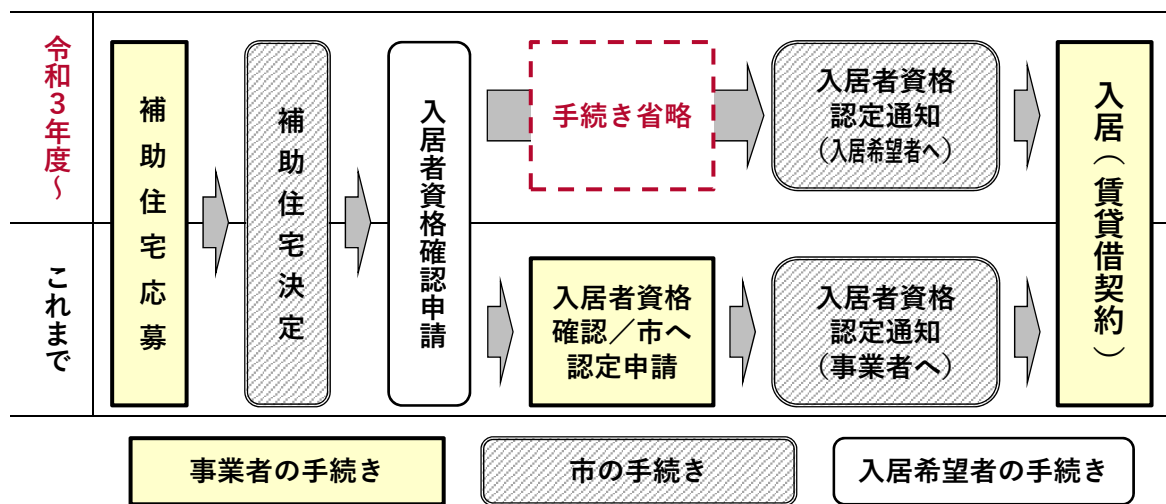 令和３年度～
これまで
補助住宅応募
補助住宅決定
入居者資格確認申請
手続き省略
入居者資格
認定通知
（入居希望者へ）
入居者資格
確認／市へ
認定申請
入居者資格
認定通知
（事業者へ）
入居（賃貸借契約）
事業者の手続き
市の手続き
入居希望者の手続き